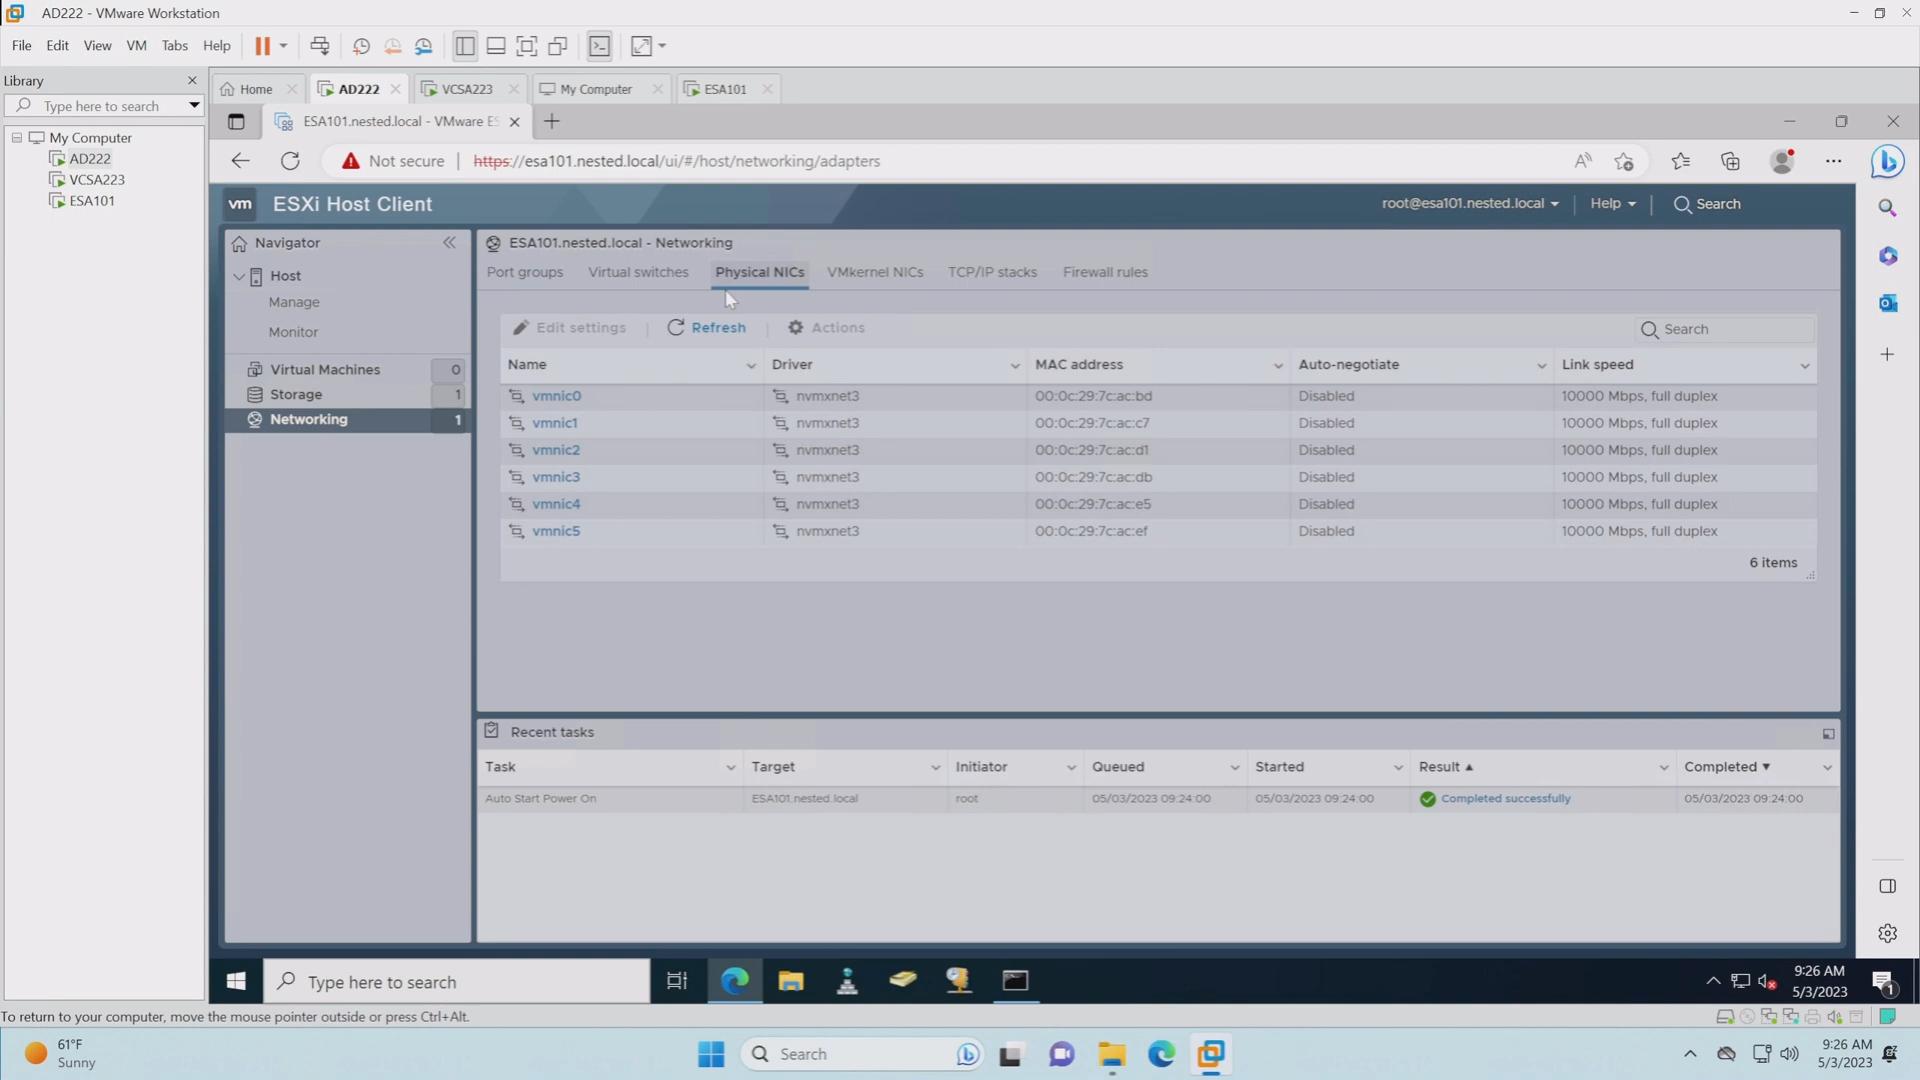 AD222 - VMware Workstation
File Edit View VM Tabs Help
Library
Type here to search
My Computer
AD222
VCSA223
ESA101
Home AD222 VCSA223 My Computer ESA101
ESA101.nested.local - VMware ES
Not secure https://esa101.nested.local/ui/#/host/networking/adapters
vm ESXi Host Client root@esa101.nested.local Help Search
Navigator
Host
Manage
Monitor
Virtual Machines 0
Storage 1
Networking 1
ESA101.nested.local - Networking
Port groups Virtual switches Physical NICs VMkernel NICs TCP/IP stacks Firewall rules
Edit settings Refresh Actions Search
Name Driver MAC address Auto-negotiate Link speed
vmnic0 nvmxnet3 00:0c:29:7c:ac:bd Disabled 10000 Mbps, full duplex
vmnic1 nvmxnet3 00:0c:29:7c:ac:c7 Disabled 10000 Mbps, full duplex
vmnic2 nvmxnet3 00:0c:29:7c:ac:d1 Disabled 10000 Mbps, full duplex
vmnic3 nvmxnet3 00:0c:29:7c:ac:db Disabled 10000 Mbps, full duplex
vmnic4 nvmxnet3 00:0c:29:7c:ac:e5 Disabled 10000 Mbps, full duplex
vmnic5 nvmxnet3 00:0c:29:7c:ac:ef Disabled 10000 Mbps, full duplex
6 items
Recent tasks
Task Target Initiator Queued Started Result Completed
Auto Start Power On ESA101.nested.local root 05/03/2023 09:24:00 05/03/2023 09:24:00 Completed successfully 05/03/2023 09:24:00
Type here to search
9:26 AM
5/3/2023
1
To return to your computer, move the mouse pointer outside or press Ctrl+Alt.
61°F
Sunny
Search
9:26 AM
5/3/2023